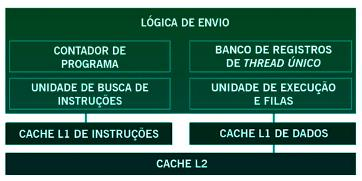 LÓGICA DE ENVIO
CONTADOR DE
PROGRAMA
BANCO DE REGISTROS
DE THREAD ÚNICO
UNIDADE DE BUSCA DE
INSTRUÇÕES
UNIDADE DE EXECUÇÃO
E FILAS
CACHE L1 DE INSTRUÇÕES
CACHE L1 DE DADOS
CACHE L2